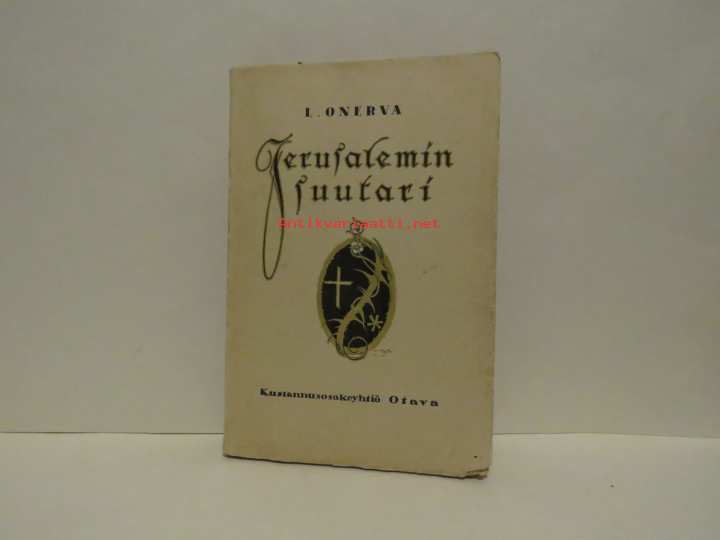 L. ONERVA
Jerusalemin
suutari
antikvariaatti.net
Kustannusosakeyhtiö Otava